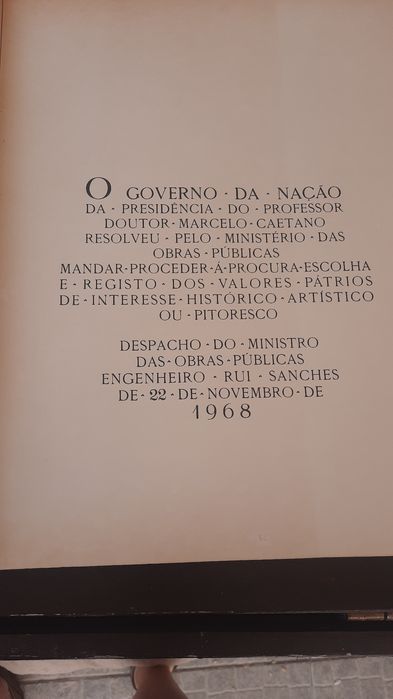 O GOVERNO · DA · NAÇÃO
DA · PRESIDÊNCIA · DO · PROFESSOR
DOUTOR · MARCELO · CAETANO
RESOLVEU · PELO · MINISTÉRIO · DAS
OBRAS · PÚBLICAS
MANDAR · PROCEDER · Á · PROCURA · ESCOLHA
E · REGISTO · DOS · VALORES · PÁTRIOS
DE · INTERESSE · HISTÓRICO · ARTÍSTICO
OU · PITORESCO
DESPACHO · DO · MINISTRO
DAS · OBRAS · PÚBLICAS
ENGENHEIRO · RUI · SANCHES
DE · 22 · DE · NOVEMBRO · DE
1968